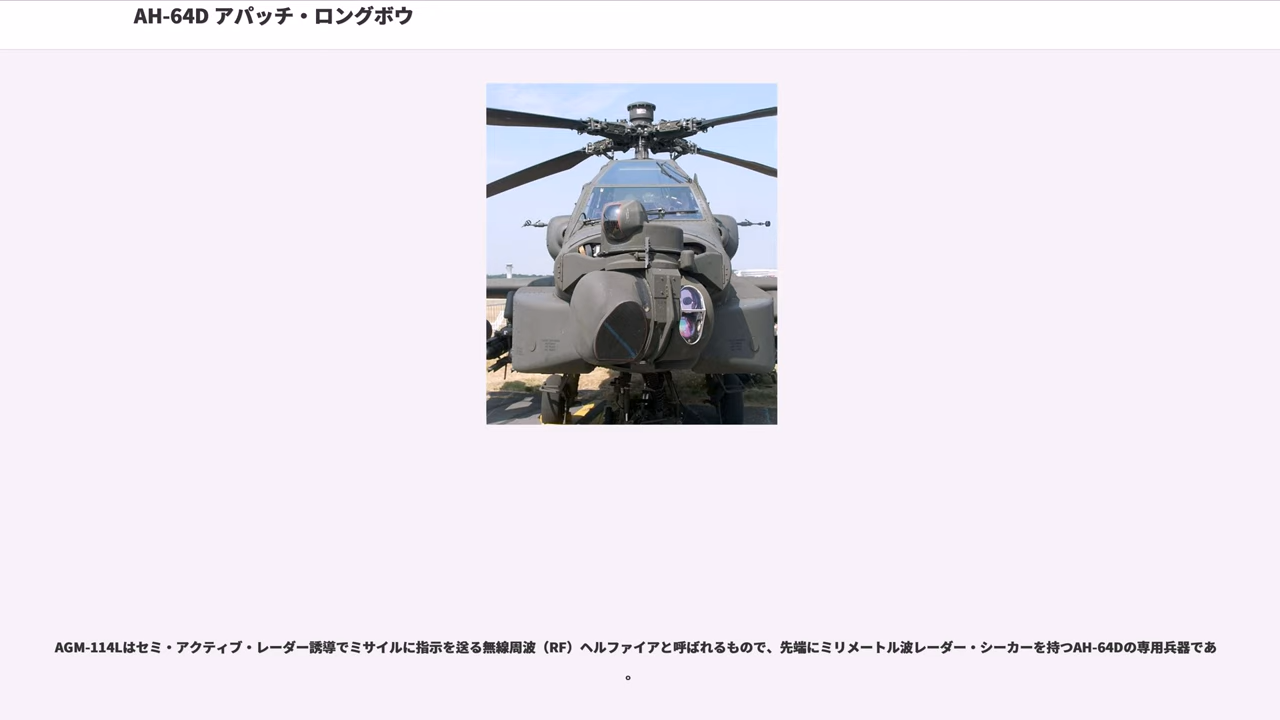 AH-64D アパッチ・ロングボウ
AGM-114Lはセミ・アクティブ・レーダー誘導でミサイルに指示を送る無線周波（RF）ヘルファイアと呼ばれるもので、先端にミリメートル波レーダー・シーカーを持つAH-64Dの専用兵器であ
。